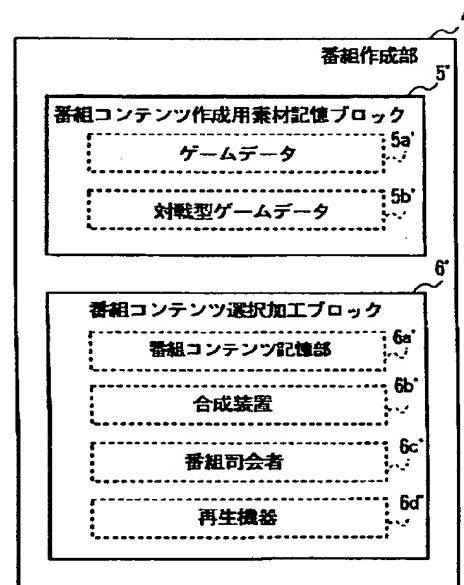 番組作成部
5'
番組コンテンツ作成用素材記憶ブロック
ゲームデータ
5a'
対戦型ゲームデータ
5b'
6'
番組コンテンツ選択加工ブロック
番組コンテンツ記憶部
6a'
合成装置
6b'
番組司会者
6c'
再生機器
6d'